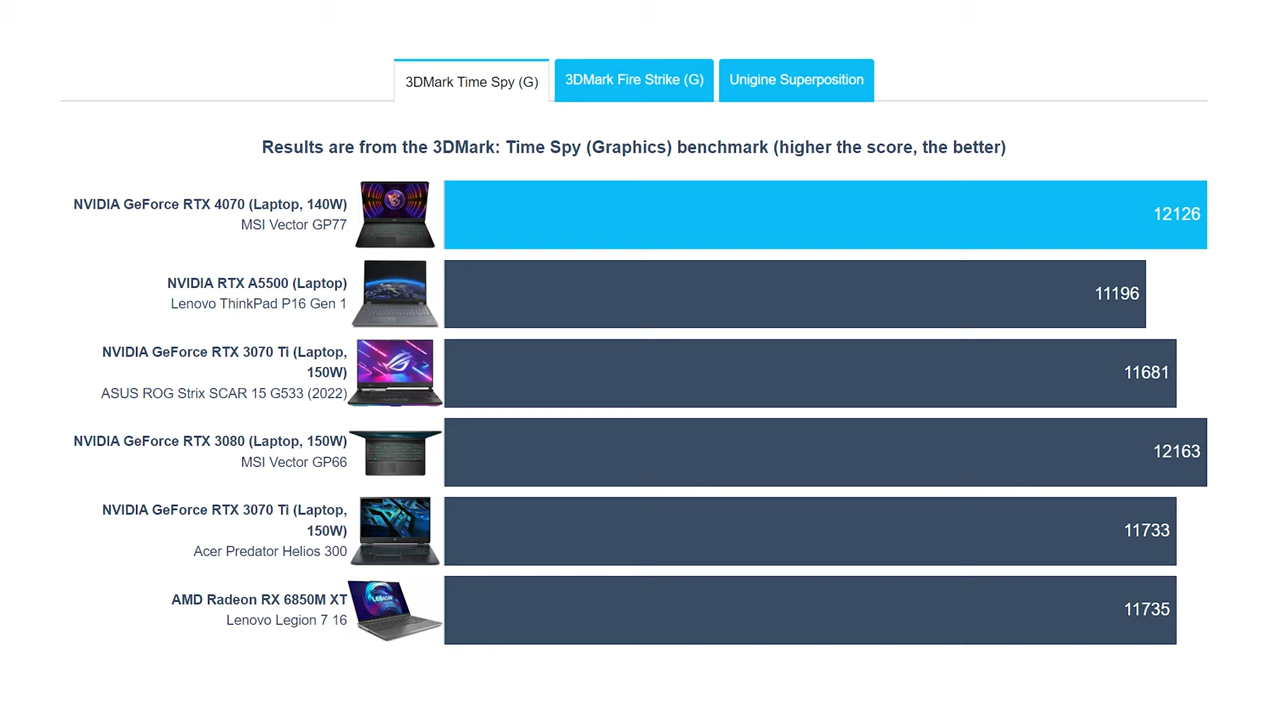 3DMark Time Spy (G)
3DMark Fire Strike (G)
Unigine Superposition
Results are from the 3DMark: Time Spy (Graphics) benchmark (higher the score, the better)
NVIDIA GeForce RTX 4070 (Laptop, 140W)
MSI Vector GP77
12126
NVIDIA RTX A5500 (Laptop)
Lenovo ThinkPad P16 Gen 1
11196
NVIDIA GeForce RTX 3070 Ti (Laptop,
150W)
ASUS ROG Strix SCAR 15 G533 (2022)
11681
NVIDIA GeForce RTX 3080 (Laptop, 150W)
MSI Vector GP66
12163
NVIDIA GeForce RTX 3070 Ti (Laptop,
150W)
Acer Predator Helios 300
11733
AMD Radeon RX 6850M XT
Lenovo Legion 7 16
11735